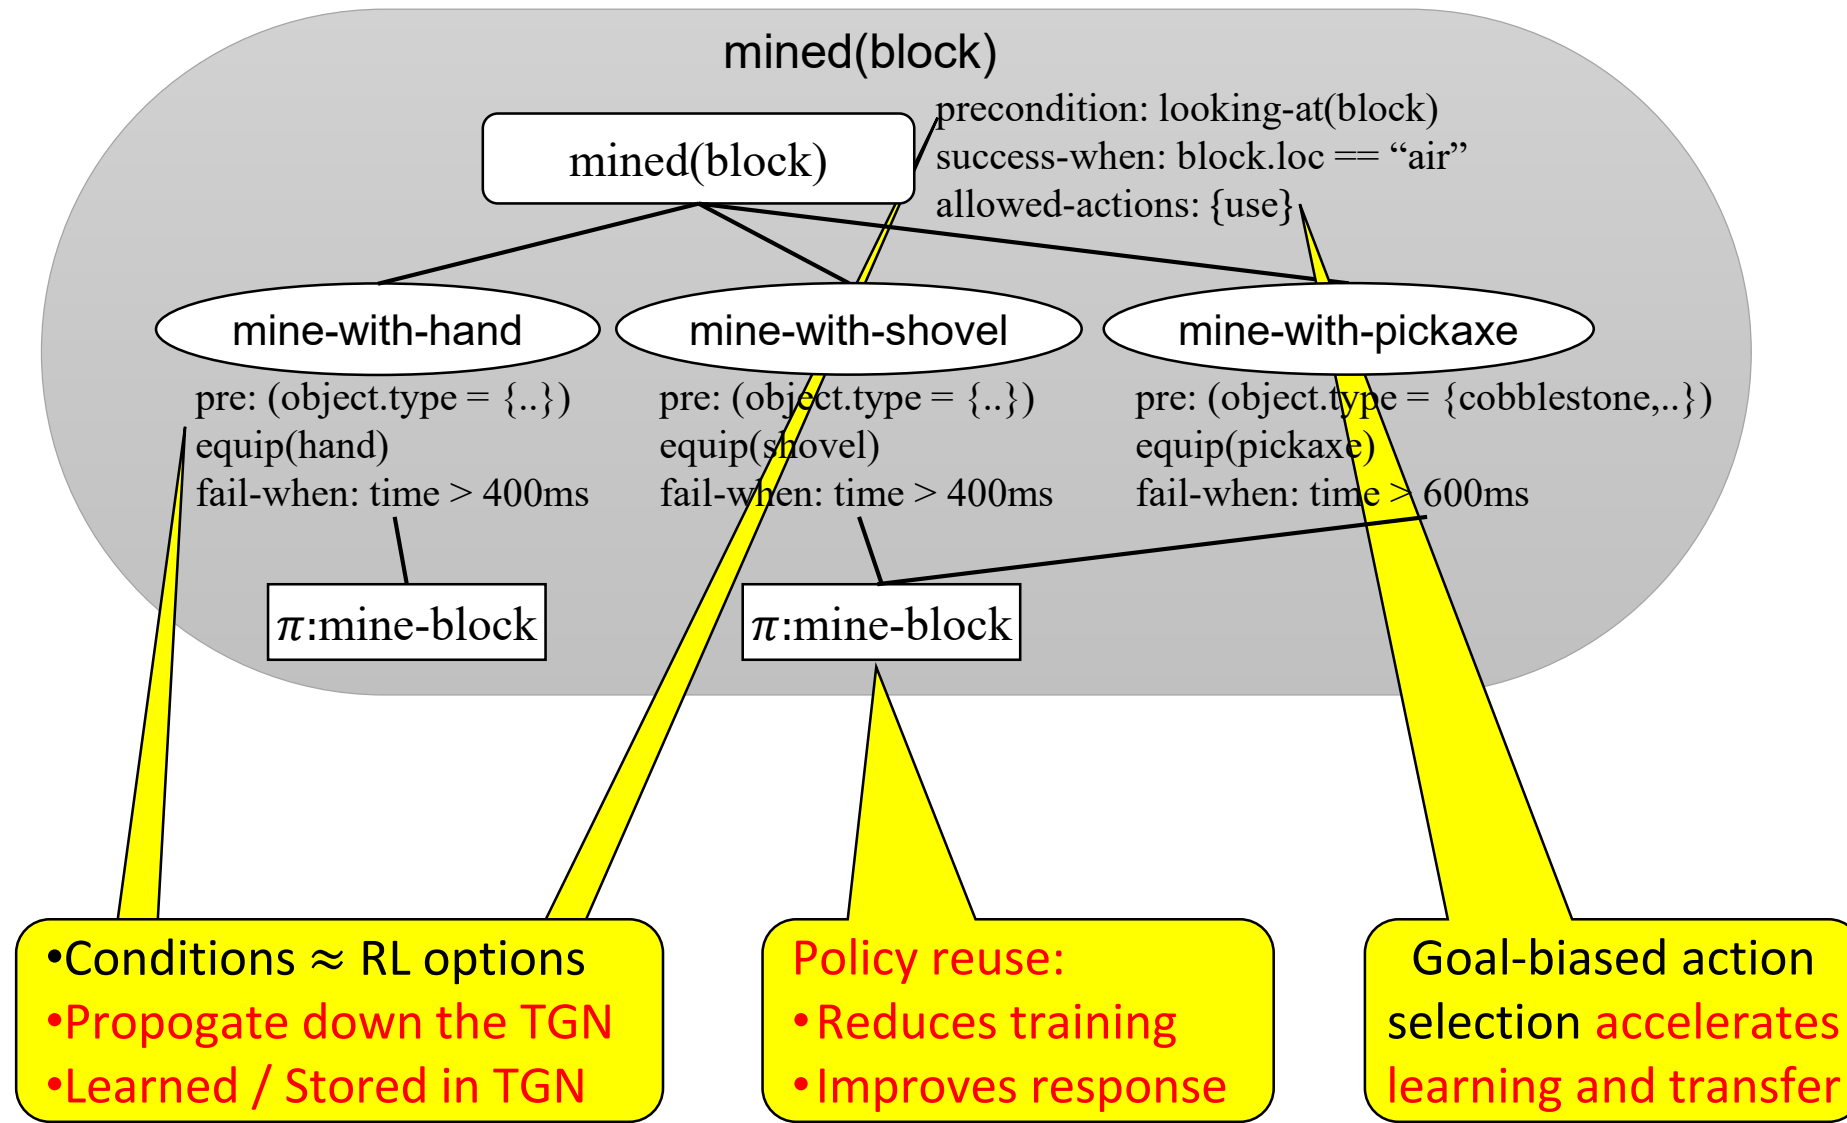 mined(block)
mined(block)
precondition: looking-at(block)
success-when: block.loc == “air”
allowed-actions: {use}
mine-with-hand
pre: (object.type = {..})
equip(hand)
fail-when: time > 400ms
mine-with-shovel
pre: (object.type = {..})
equip(shovel)
fail-when: time > 400ms
mine-with-pickaxe
pre: (object.type = {cobblestone,..})
equip(pickaxe)
fail-when: time > 600ms
π:mine-block
π:mine-block
•Conditions ≈ RL options
•Propogate down the TGN
•Learned / Stored in TGN
Policy reuse:
•Reduces training
•Improves response
Goal-biased action
selection accelerates
learning and transfer